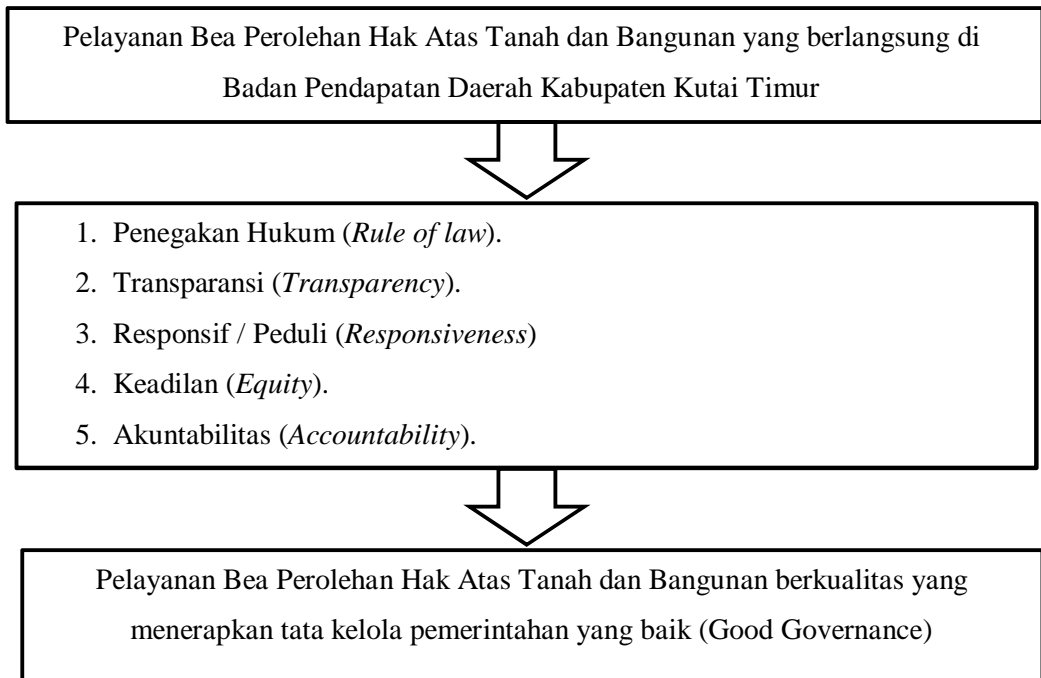 Pelayanan Bea Perolehan Hak Atas Tanah dan Bangunan yang berlangsung di
Badan Pendapatan Daerah Kabupaten Kutai Timur
1. Penegakan Hukum (Rule of law).
2. Transparansi (Transparency).
3. Responsif / Peduli (Responsiveness)
4. Keadilan (Equity).
5. Akuntabilitas (Accountability).
Pelayanan Bea Perolehan Hak Atas Tanah dan Bangunan berkualitas yang
menerapkan tata kelola pemerintahan yang baik (Good Governance)